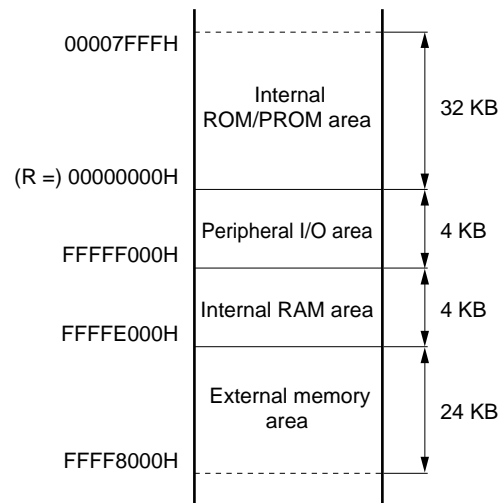 00007FFFH
Internal
ROM/PROM area
32 KB
(R =) 00000000H
Peripheral I/O area
4 KB
FFFFF000H
Internal RAM area
4 KB
FFFFE000H
External memory
area
24 KB
FFFF8000H